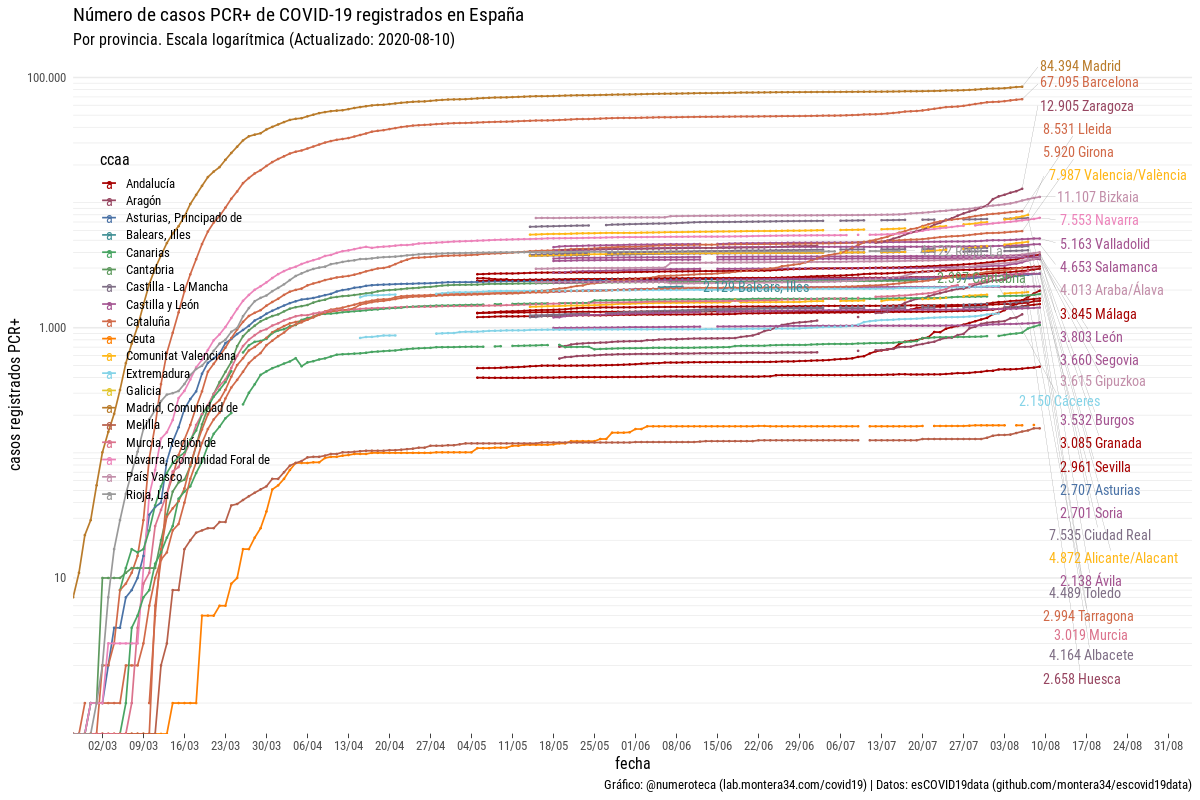 Número de casos PCR+ de COVID-19 registrados en España
Por provincia. Escala logarítmica (Actualizado: 2020-08-10)
100.000
1.000
10
casos registrados PCR+
ccaa
Andalucía
Aragón
Asturias, Principado de
Balears, Illes
Canarias
Cantabria
Castilla - La Mancha
Castilla y León
Cataluña
Ceuta
Comunitat Valenciana
Extremadura
Galicia
Madrid, Comunidad de
Melilla
Murcia, Región de
Navarra, Comunidad Foral de
País Vasco
Rioja, La
84.394 Madrid
67.095 Barcelona
12.905 Zaragoza
8.531 Lleida
5.920 Girona
7.987 Valencia/València
11.107 Bizkaia
7.553 Navarra
5.163 Valladolid
4.653 Salamanca
4.013 Araba/Álava
3.845 Málaga
3.803 León
3.660 Segovia
3.615 Gipuzkoa
2.150 Cáceres
3.532 Burgos
3.085 Granada
2.961 Sevilla
2.707 Asturias
2.701 Soria
7.535 Ciudad Real
4.872 Alicante/Alacant
2.138 Ávila
4.489 Toledo
2.994 Tarragona
3.019 Murcia
4.164 Albacete
2.658 Huesca
2.129 Balears, Illes
02/03 09/03 16/03 23/03 30/03 06/04 13/04 20/04 27/04 04/05 11/05 18/05 25/05 01/06 08/06 15/06 22/06 29/06 06/07 13/07 20/07 27/07 03/08 10/08 17/08 24/08 31/08
fecha
Gráfico: @numeroteca (lab.montera34.com/covid19) | Datos: esCOVID19data (github.com/montera34/escovid19data)